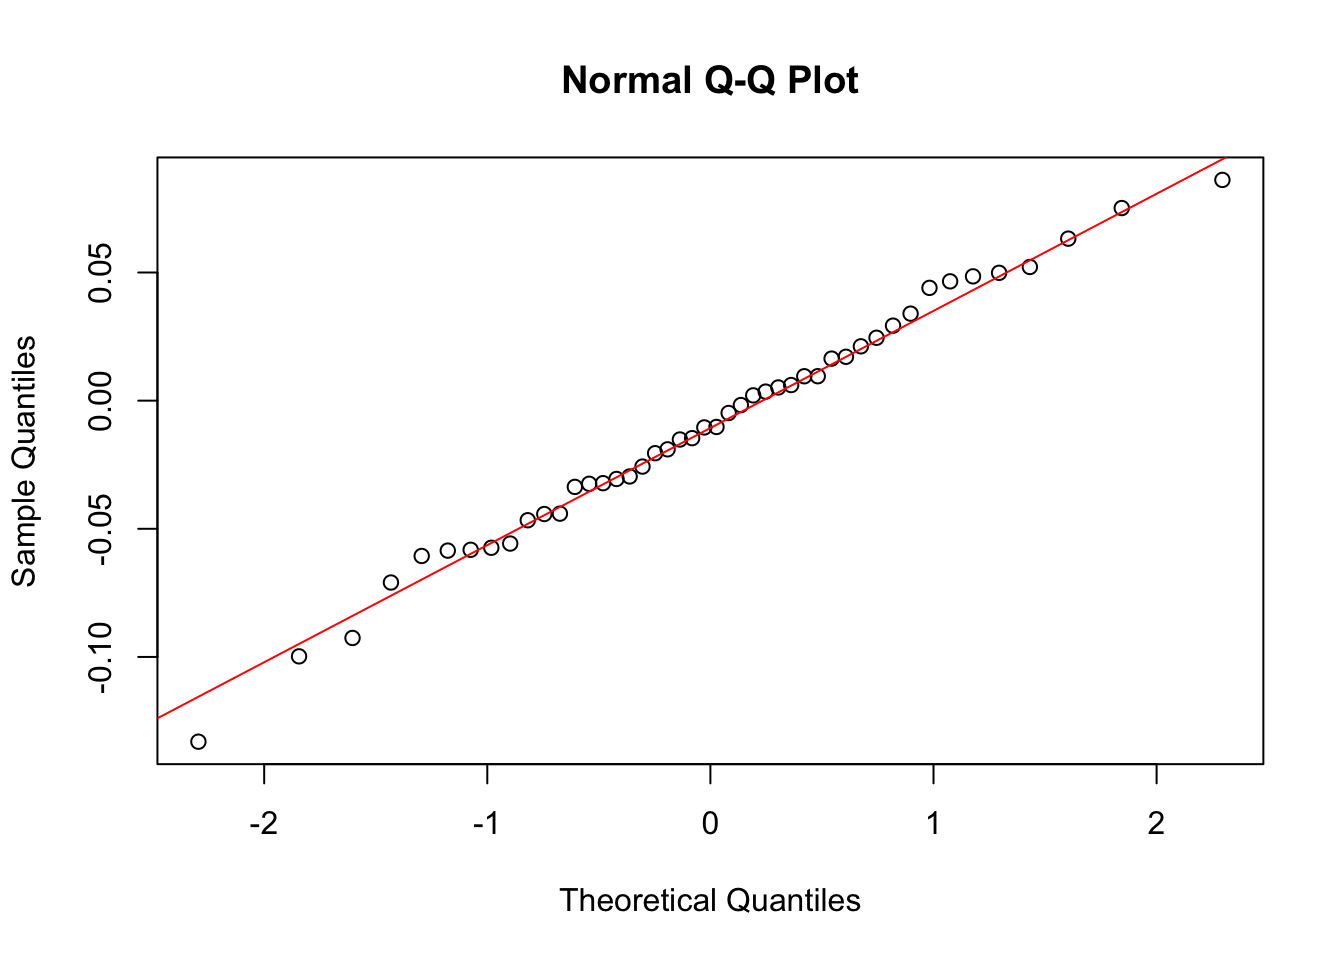 Normal Q-Q Plot
Sample Quantiles
0.05
0.00
-0.05
-0.10
-2 -1 0 1 2
Theoretical Quantiles